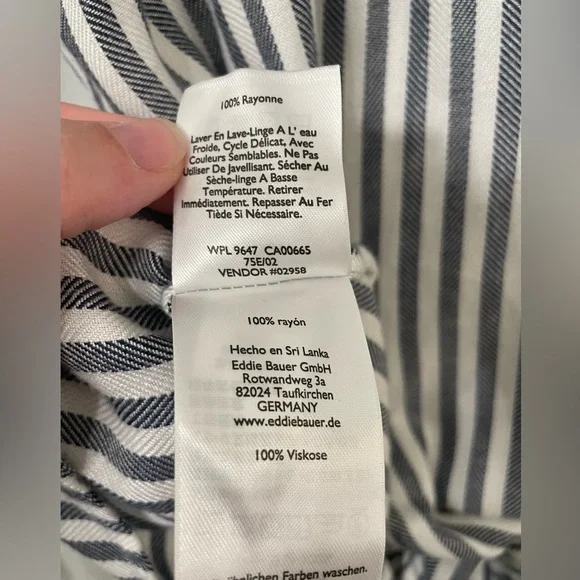 100% Rayonne
Laver En Lave-Linge A L' eau
Froide, Cycle Délicat, Avec
Couleurs Semblables. Ne Pas
Utiliser De Javellisant. Sécher Au
Sèche-linge A Basse
Température. Retirer
Immédiatement. Repasser Au Fer
Tiède Si Nécessaire.
WPL 9647 CA00665
75E/02
VENDOR #02958
100% rayón
Hecho en Sri Lanka
Eddie Bauer GmbH
Rotwandweg 3a
82024 Taufkirchen
GERMANY
www.eddiebauer.de
100% Viskose
Farben waschen.